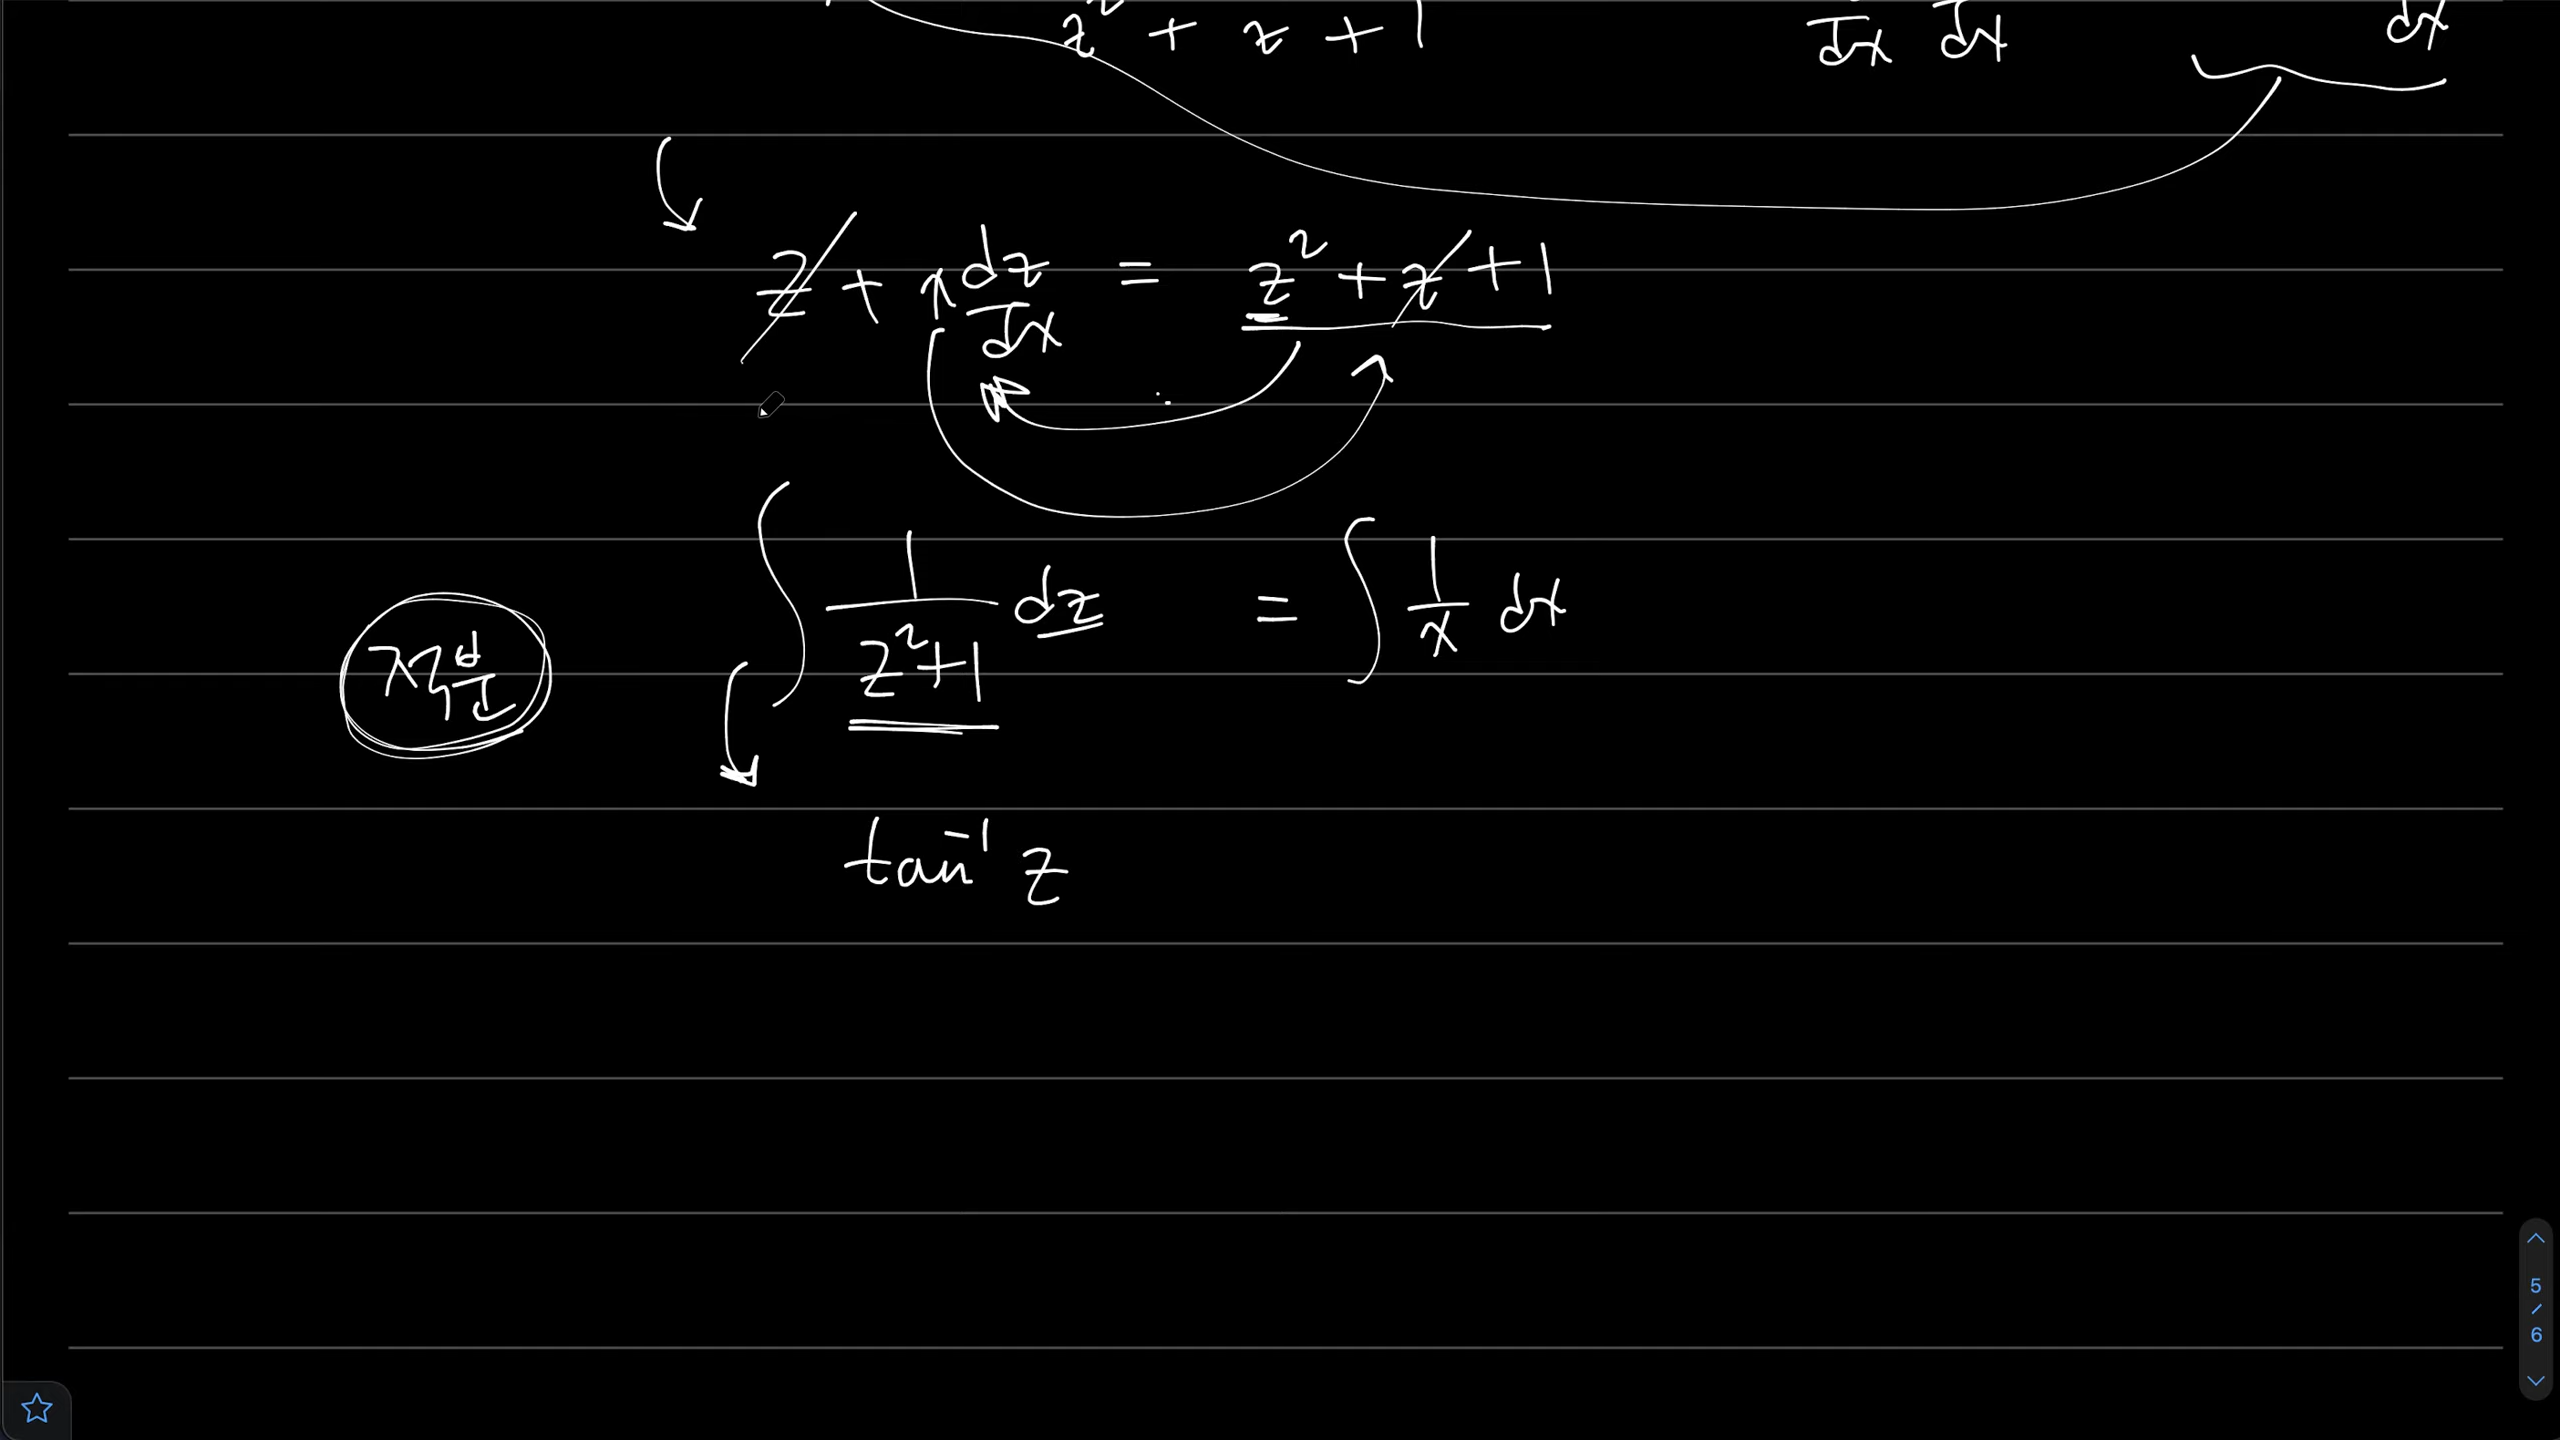 z² + z + 1 dx dx dx
z + x dz/dx = z² + z + 1
∫ 1/(z²+1) dz = ∫ 1/x dx
적분
tan⁻¹ z
5
/
6